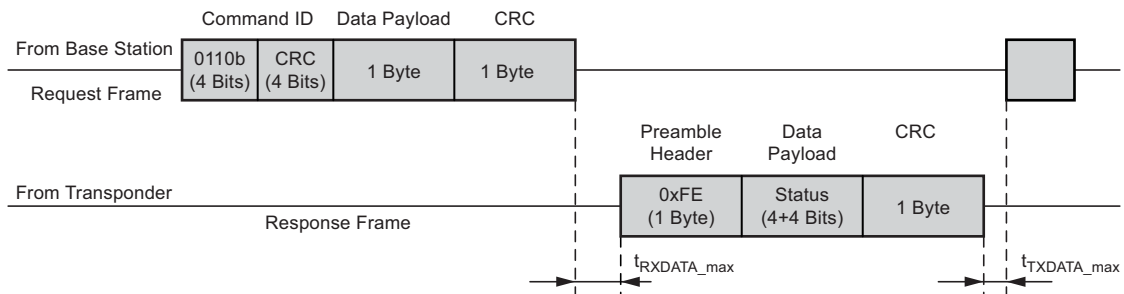 Command ID Data Payload CRC
From Base Station
0110b
(4 Bits)
CRC
(4 Bits)
1 Byte
1 Byte
Request Frame
Preamble
Header
Data
Payload
CRC
From Transponder
0xFE
(1 Byte)
Status
(4+4 Bits)
1 Byte
Response Frame
tRXDATA_max
tTXDATA_max